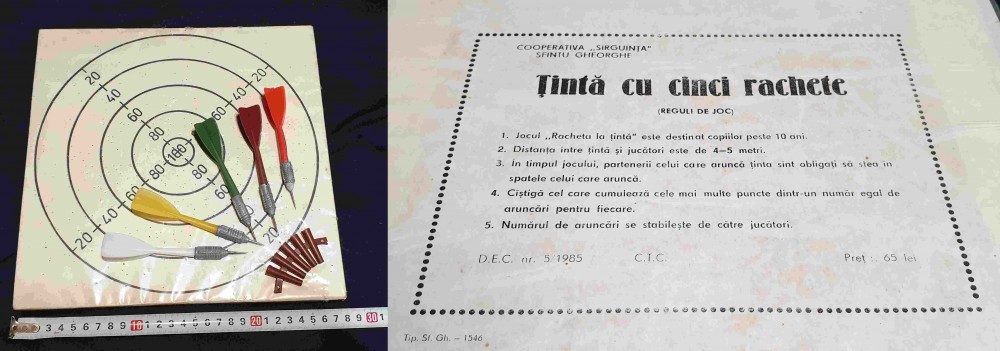 20 20
40 40
60 60
80 80
100
80 80
60 60
40
20 20
3 4 5 6 7 8 9 10 1 2 3 4 5 6 7 8 9 20 1 2 3 4 5 6 7 8 9 30 1
COOPERATIVA „SIRGUINȚA"
SFINTU GHEORGHE
Țintă cu cinci rachete
(REGULI DE JOC)
1. Jocul „Racheta la țintă" este destinat copiilor peste 10 ani.
2. Distanța intre țintă și jucători este de 4—5 metri.
3. In timpul jocului, partenerii celui care aruncă ținta sint obligați să stea in
spatele celui care aruncă.
4. Ciștigă cel care cumulează cele mai multe puncte dintr-un număr egal de
aruncări pentru fiecare.
5. Numărul de aruncări se stabilește de către jucători.
D.E.C. nr. 5/1985 C.T.C. Preț : 65 lei
Tip. Sf. Gh. — 1546